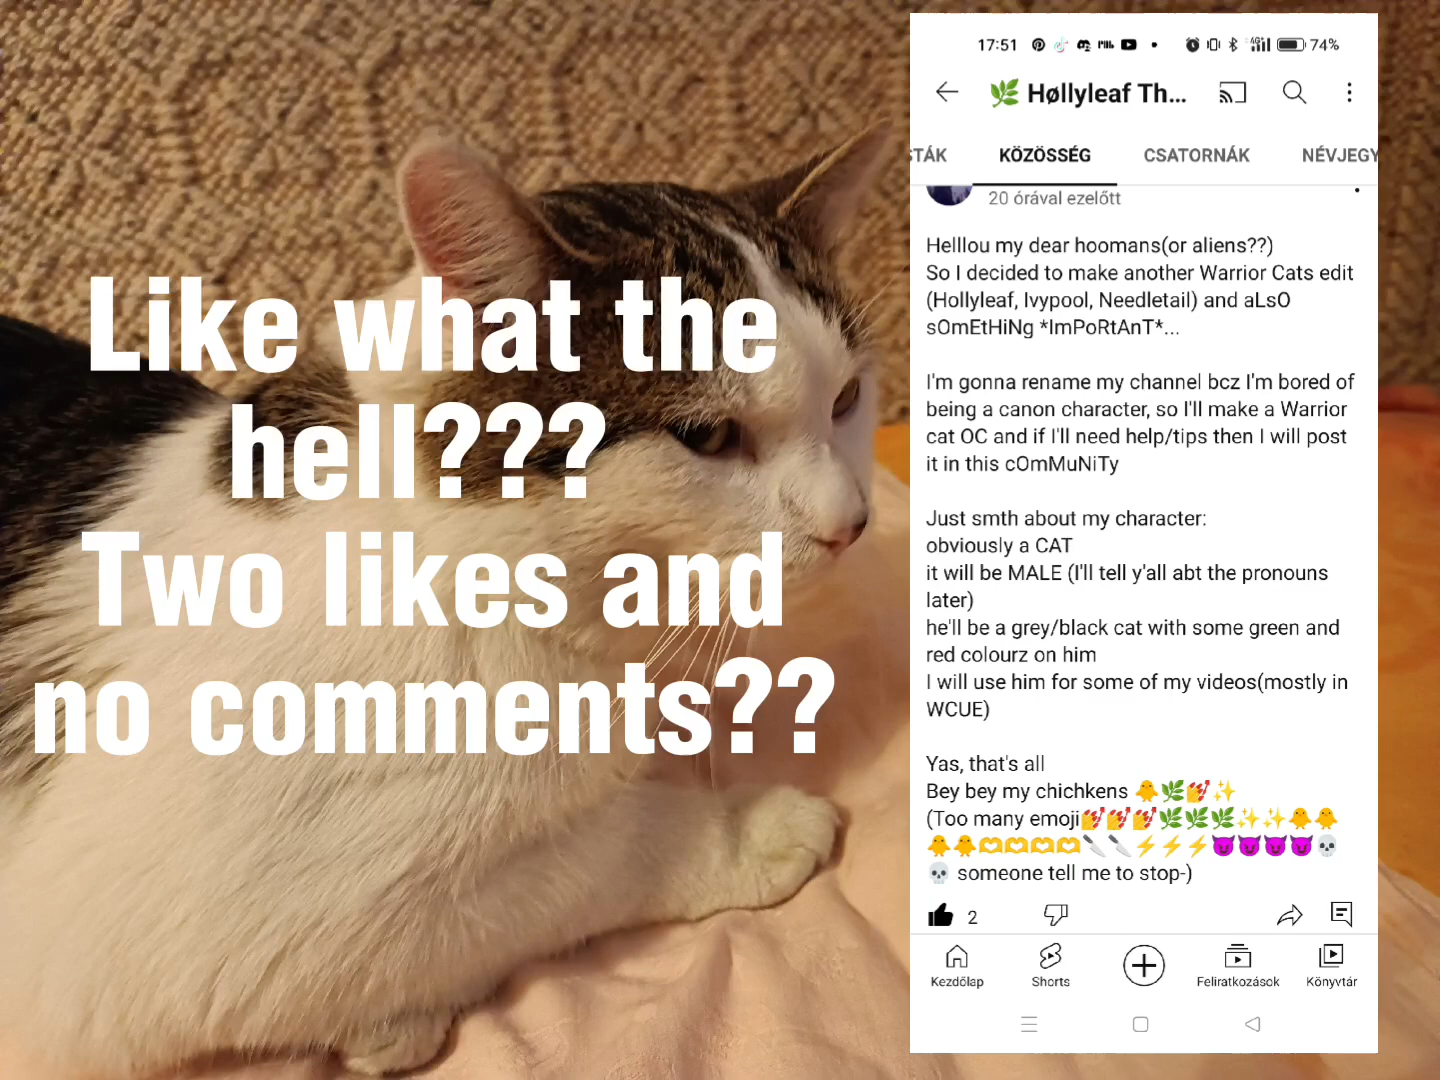 Like what the
hell???
Two likes and
no comments??
17:51
4G+
74%
🌿 Høllyleaf Th...
STÁK KÖZÖSSÉG CSATORNÁK NÉVJEGY
20 órával ezelőtt
Helllou my dear hoomans(or aliens??)
So I decided to make another Warrior Cats edit
(Hollyleaf, Ivypool, Needletail) and aLsO
sOmEtHiNg *ImPoRtAnT*...
I'm gonna rename my channel bcz I'm bored of
being a canon character, so I'll make a Warrior
cat OC and if I'll need help/tips then I will post
it in this cOmMuNiTy
Just smth about my character:
obviously a CAT
it will be MALE (I'll tell y'all abt the pronouns
later)
he'll be a grey/black cat with some green and
red colourz on him
I will use him for some of my videos(mostly in
WCUE)
Yas, that's all
Bey bey my chichkens 🐥🌿💅✨
(Too many emoji💅💅💅🌿🌿🌿✨✨🐥🐥
🐥🐥🫶🫶🫶🫶🔪🔪⚡⚡⚡😈😈😈😈💀
💀 someone tell me to stop-)
2
Kezdőlap Shorts Feliratkozások Könyvtár